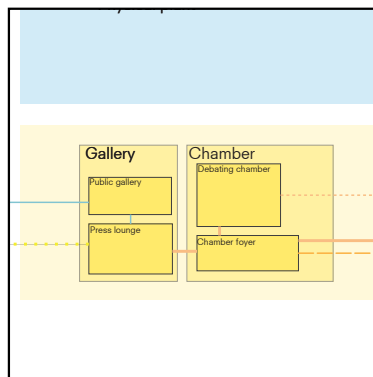 Gallery
Chamber
Public gallery
Debating chamber
Press lounge
Chamber foyer